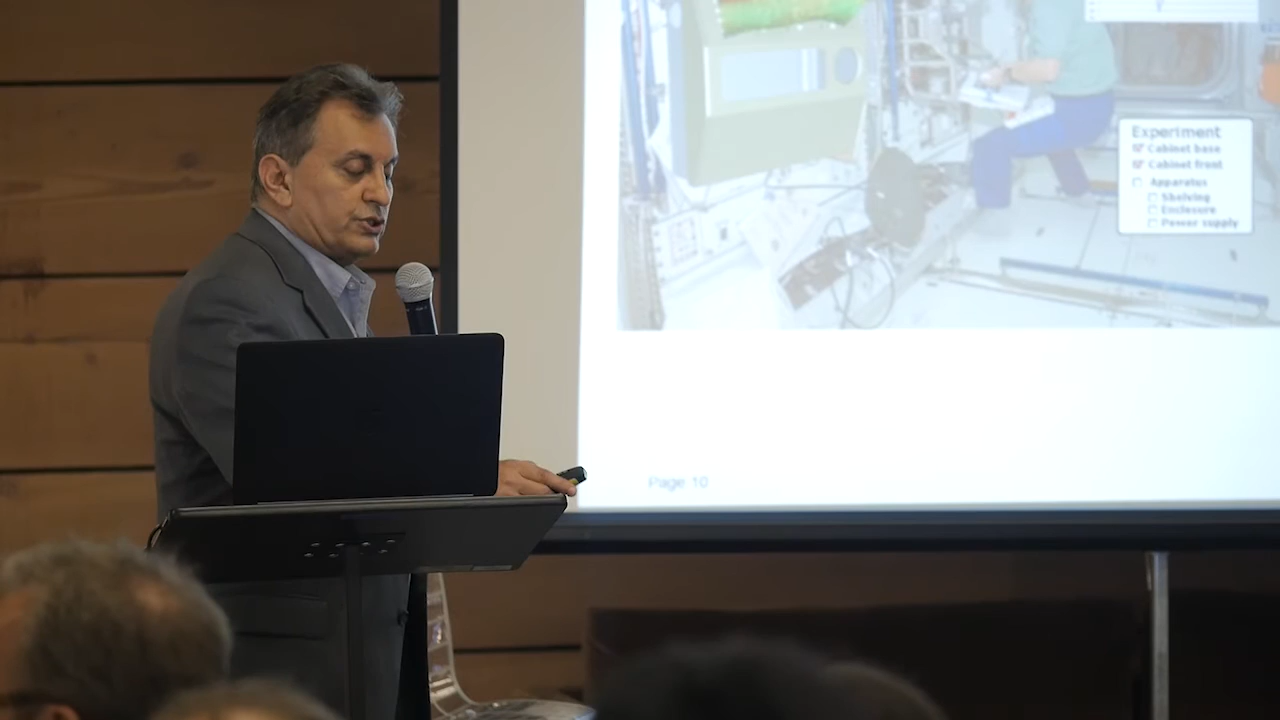 Experiment
Cabinet base
Cabinet front
Apparatus
Shelving
Enclosure
Power supply
Page 10